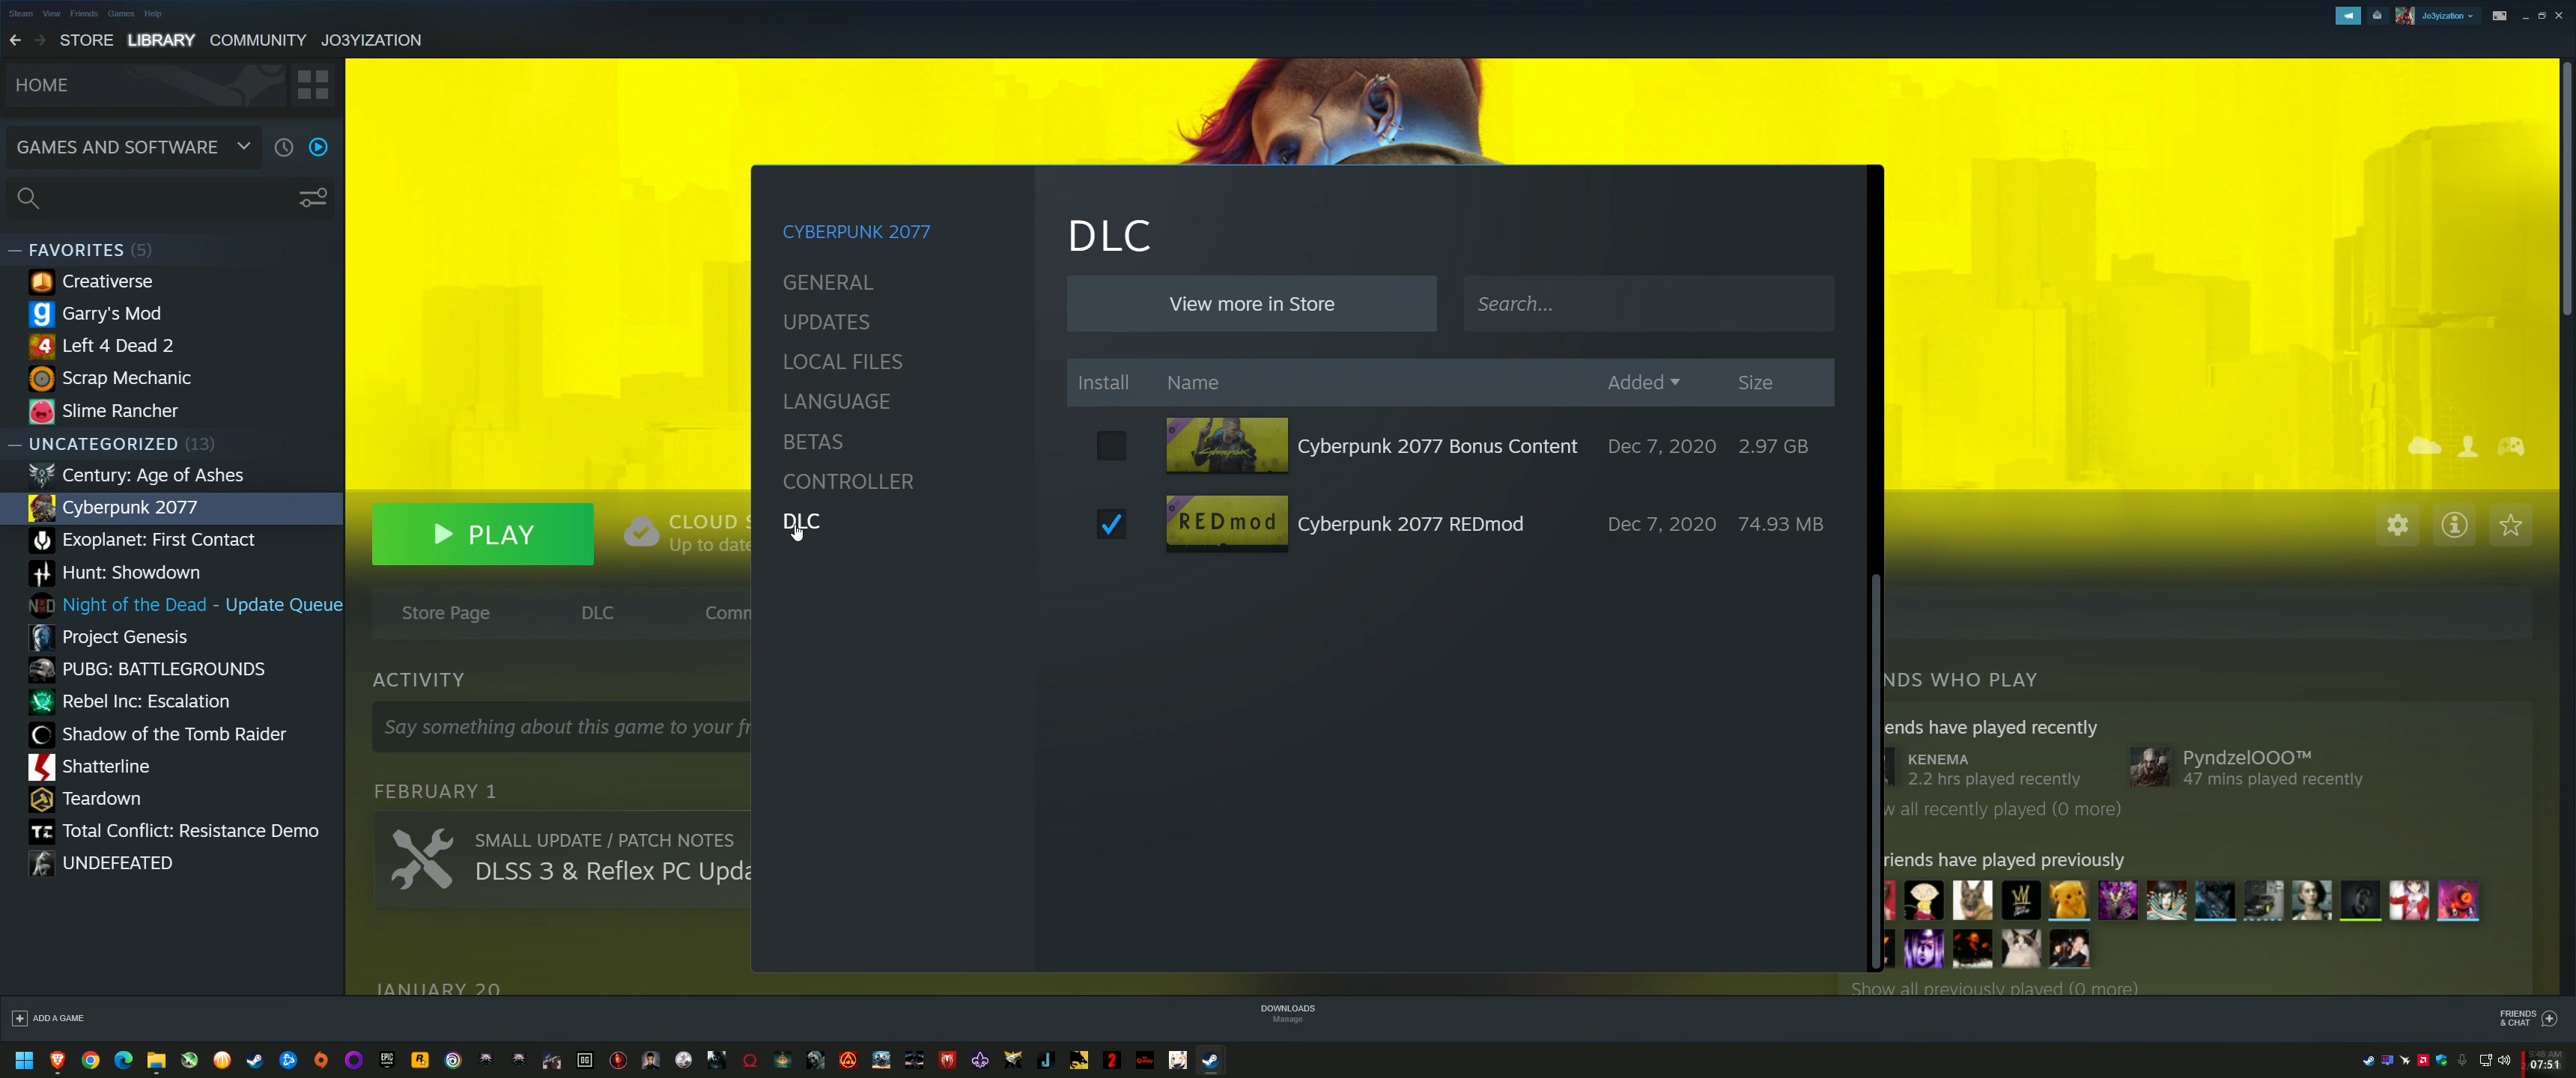 Steam View Friends Games Help
Jo3yization
STORE LIBRARY COMMUNITY JO3YIZATION
HOME
GAMES AND SOFTWARE
— FAVORITES (5)
Creativerse
Garry's Mod
Left 4 Dead 2
Scrap Mechanic
Slime Rancher
— UNCATEGORIZED (13)
Century: Age of Ashes
Cyberpunk 2077
Exoplanet: First Contact
Hunt: Showdown
Night of the Dead - Update Queue
Project Genesis
PUBG: BATTLEGROUNDS
Rebel Inc: Escalation
Shadow of the Tomb Raider
Shatterline
Teardown
Total Conflict: Resistance Demo
UNDEFEATED
PLAY
CLOUD S
Up to date
Store Page DLC Comm
ACTIVITY
Say something about this game to your fr
FEBRUARY 1
SMALL UPDATE / PATCH NOTES
DLSS 3 & Reflex PC Upda
JANUARY 20
CYBERPUNK 2077
GENERAL
UPDATES
LOCAL FILES
LANGUAGE
BETAS
CONTROLLER
DLC
DLC
View more in Store
Search...
Install Name Added Size
Cyberpunk 2077 Bonus Content Dec 7, 2020 2.97 GB
REDmod
Cyberpunk 2077 REDmod Dec 7, 2020 74.93 MB
NDS WHO PLAY
ends have played recently
KENEMA
2.2 hrs played recently
PyndzelOOO™
47 mins played recently
w all recently played (0 more)
riends have played previously
Show all previously played (0 more)
ADD A GAME
DOWNLOADS
Manage
FRIENDS
& CHAT
9:48 AM
07:51